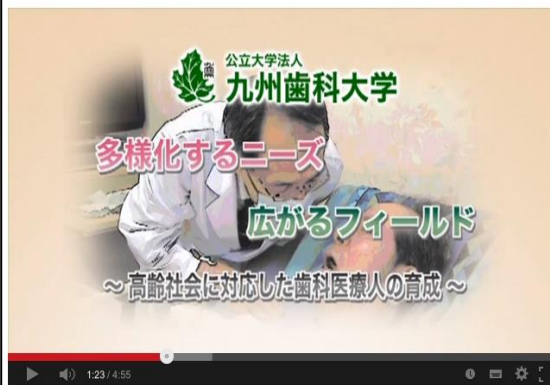 公立大学法人
九州歯科大学
多様化するニーズ
広がるフィールド
～高齢社会に対応した歯科医療人の育成～
1:23 / 4:55